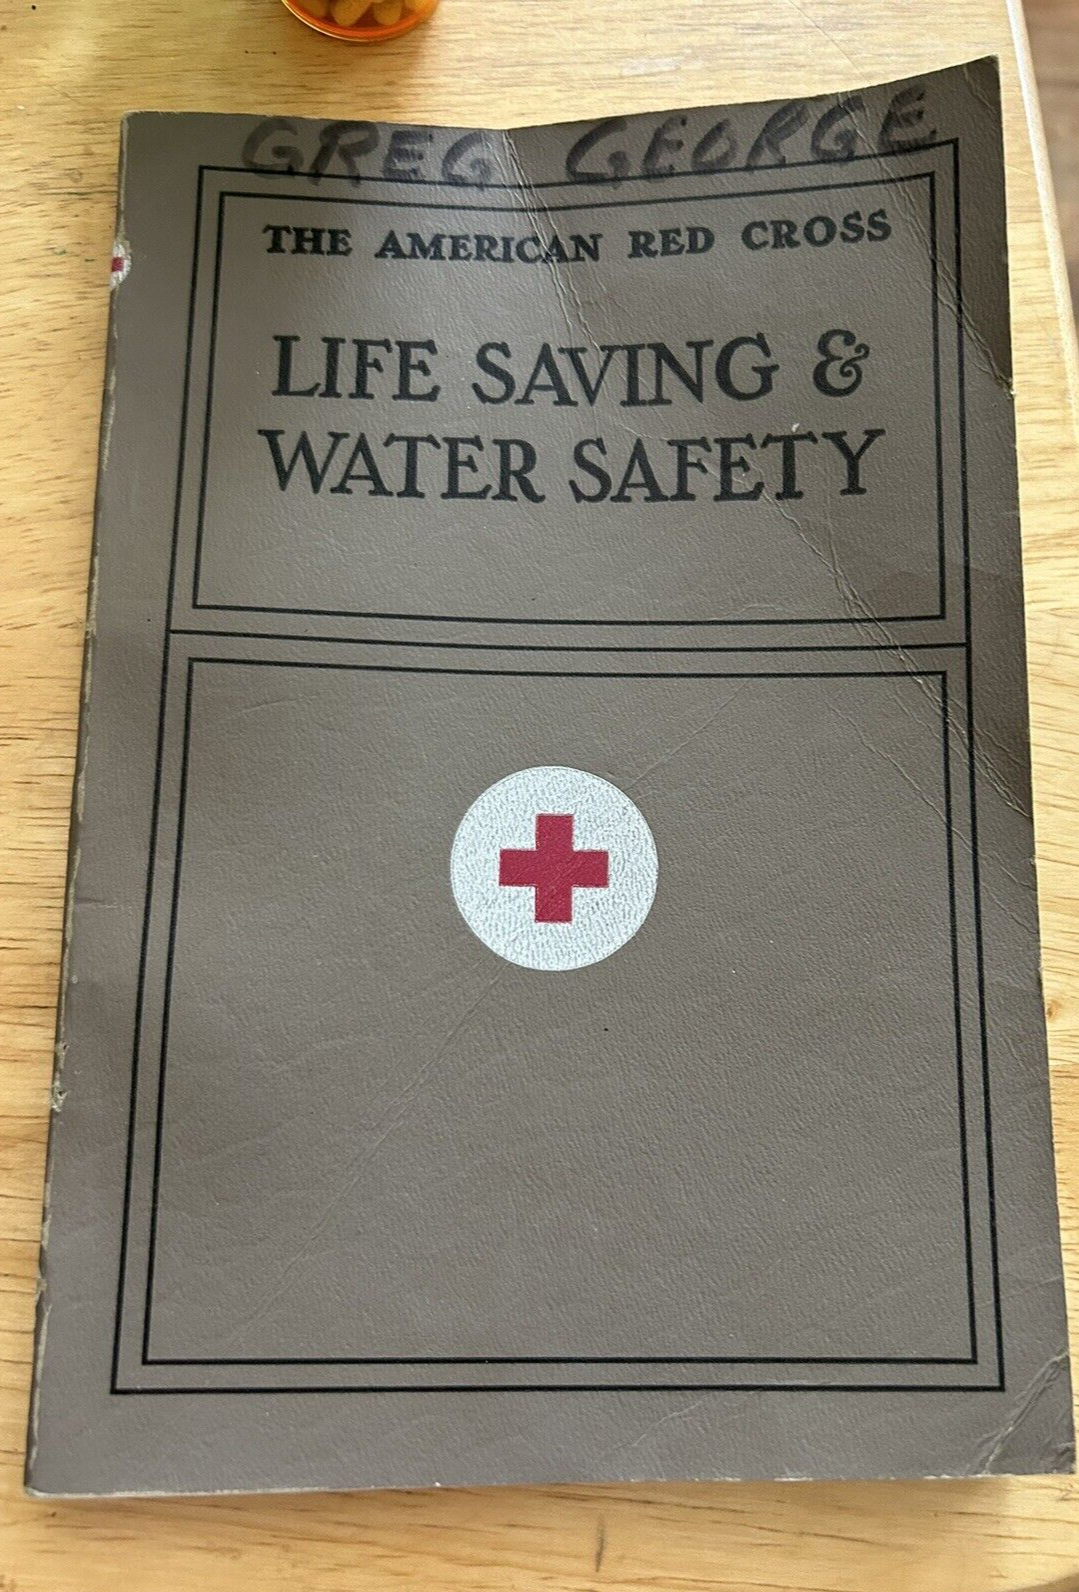 GREG GEORGE
THE AMERICAN RED CROSS
LIFE SAVING &
WATER SAFETY